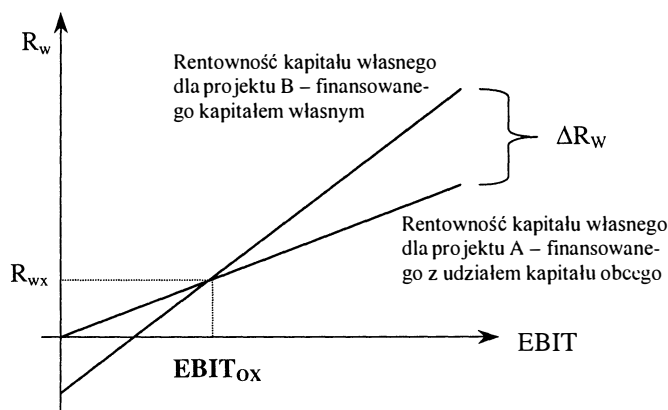 R_w
Rentowność kapitału własnego
dla projektu B – finansowane-
go kapitałem własnym
ΔR_W
Rentowność kapitału własnego
dla projektu A – finansowane-
go z udziałem kapitału obcego
R_wx
EBIT
EBIT_OX